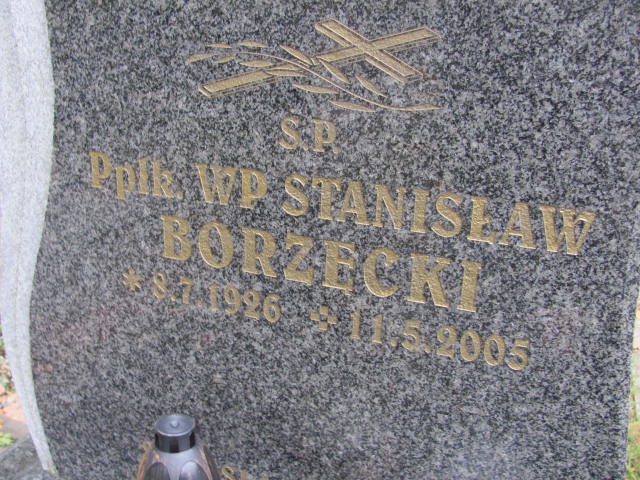 Ś.P.
Ppłk. WP STANISŁAW
BORZECKI
* 8.7.1926 ✣ 11.5.2005